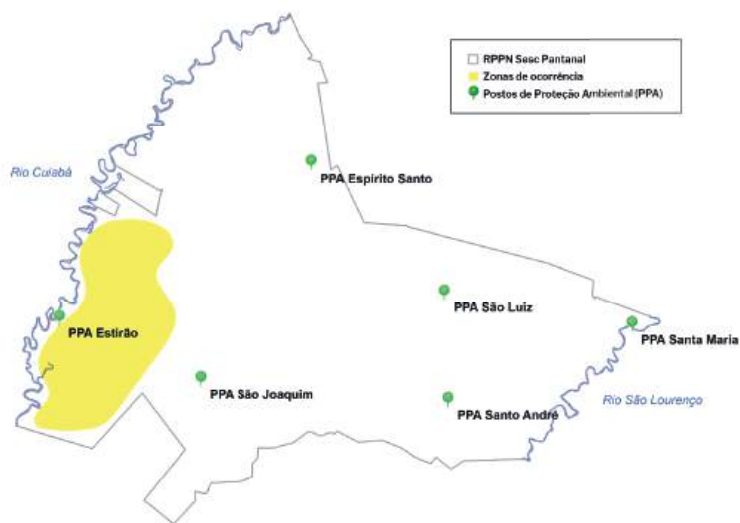 RPPN Sesc Pantanal
Zonas de ocorrência
Postos de Proteção Ambiental (PPA)
Rio Cuiabá
PPA Espírito Santo
PPA São Luiz
PPA Estirão
PPA Santa Maria
PPA São Joaquim
Rio São Lourenço
PPA Santo André